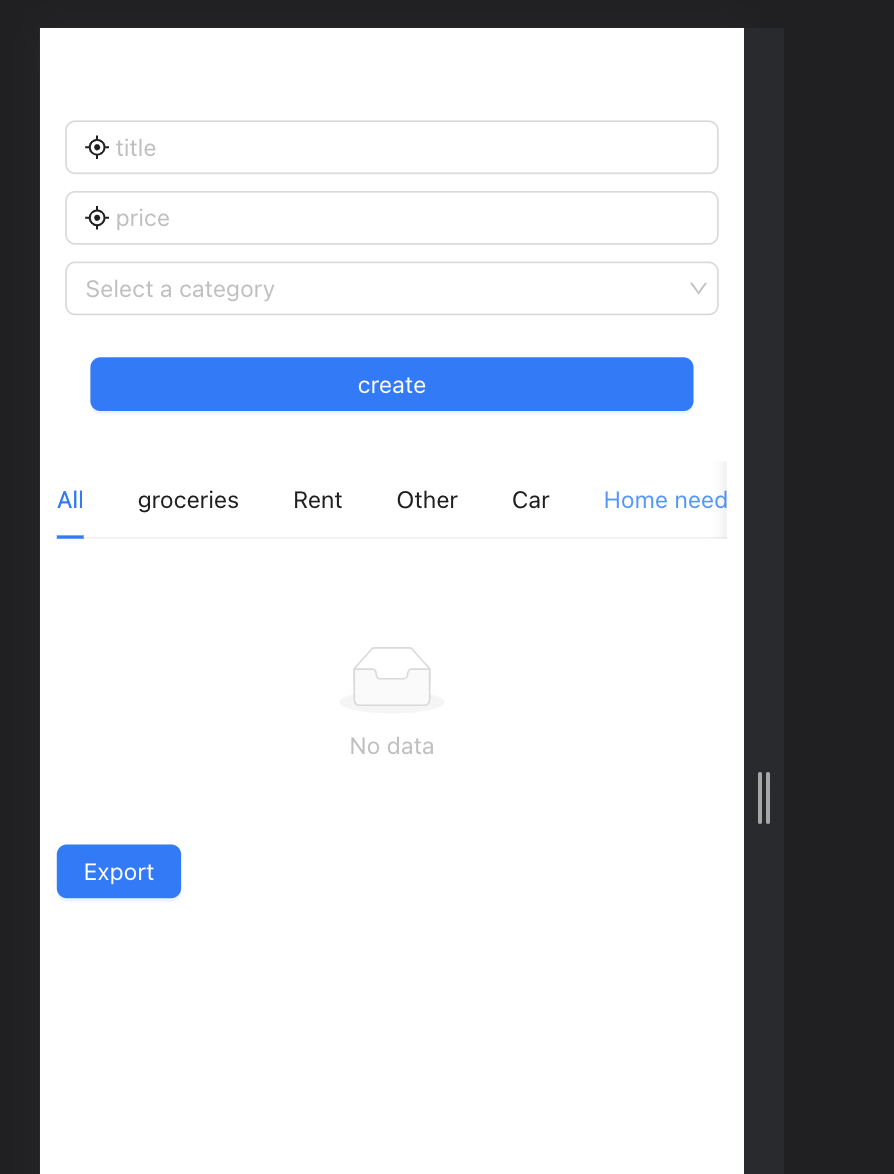 title
price
Select a category
create
All groceries Rent Other Car Home need
No data
Export